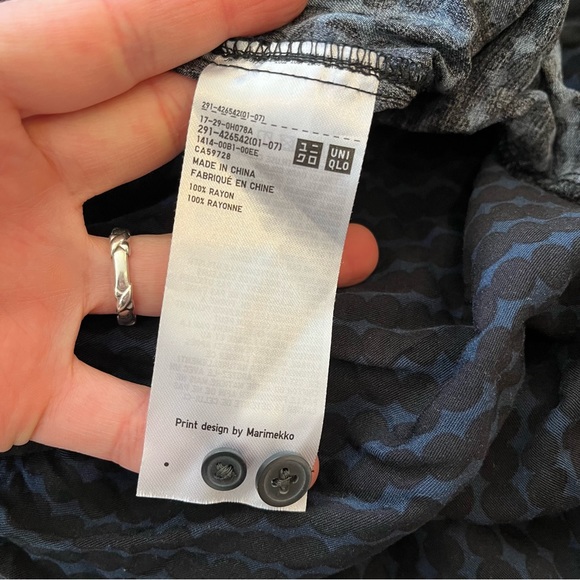 291-426542(01-07)
17-29-0H078A
291-426542(01-07)
1414-00B1-00EE
CA59728
MADE IN CHINA
FABRIQUÉ EN CHINE
100% RAYON
100% RAYONNE
ユニ
クロ
UNI
QLO
Print design by Marimekko